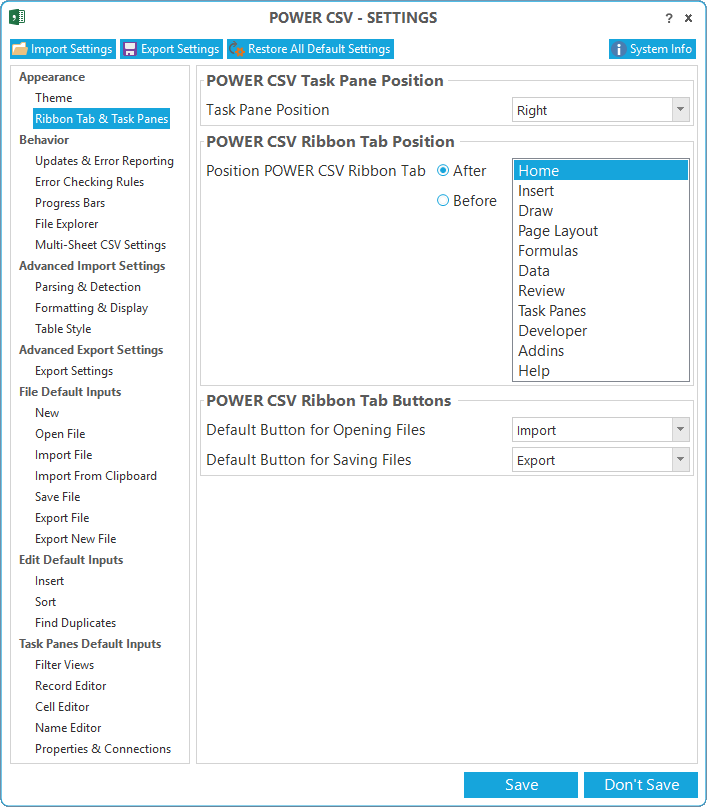 POWER CSV - SETTINGS
?
x
Import Settings
Export Settings
Restore All Default Settings
System Info
Appearance
Theme
Ribbon Tab & Task Panes
Behavior
Updates & Error Reporting
Error Checking Rules
Progress Bars
File Explorer
Multi-Sheet CSV Settings
Advanced Import Settings
Parsing & Detection
Formatting & Display
Table Style
Advanced Export Settings
Export Settings
File Default Inputs
New
Open File
Import File
Import From Clipboard
Save File
Export File
Export New File
Edit Default Inputs
Insert
Sort
Find Duplicates
Task Panes Default Inputs
Filter Views
Record Editor
Cell Editor
Name Editor
Properties & Connections
POWER CSV Task Pane Position
Task Pane Position
Right
POWER CSV Ribbon Tab Position
Position POWER CSV Ribbon Tab
After
Before
Home
Insert
Draw
Page Layout
Formulas
Data
Review
Task Panes
Developer
Addins
Help
POWER CSV Ribbon Tab Buttons
Default Button for Opening Files
Import
Default Button for Saving Files
Export
Save
Don't Save